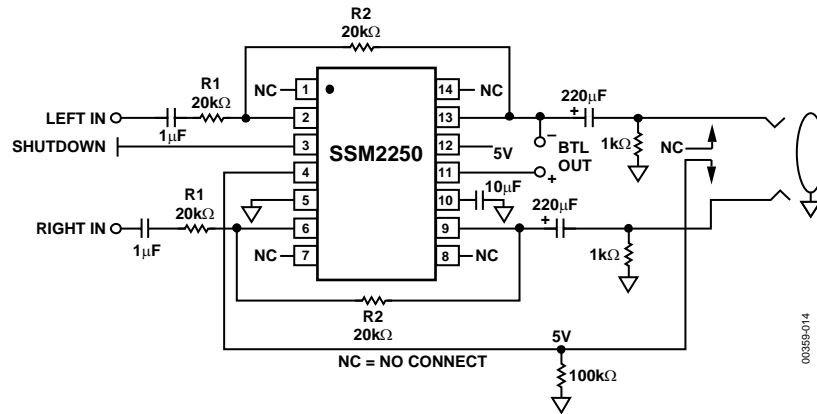 R2
20kΩ
R1
20kΩ
LEFT IN
1μF
SHUTDOWN
NC
1
2
3
4
5
6
7
SSM2250
14
13
12
11
10
9
8
NC
5V
10μF
NC
220μF
+
1kΩ
–
BTL
OUT
+
NC
220μF
+
1kΩ
R1
20kΩ
RIGHT IN
1μF
NC
R2
20kΩ
5V
NC = NO CONNECT
100kΩ
00359-014